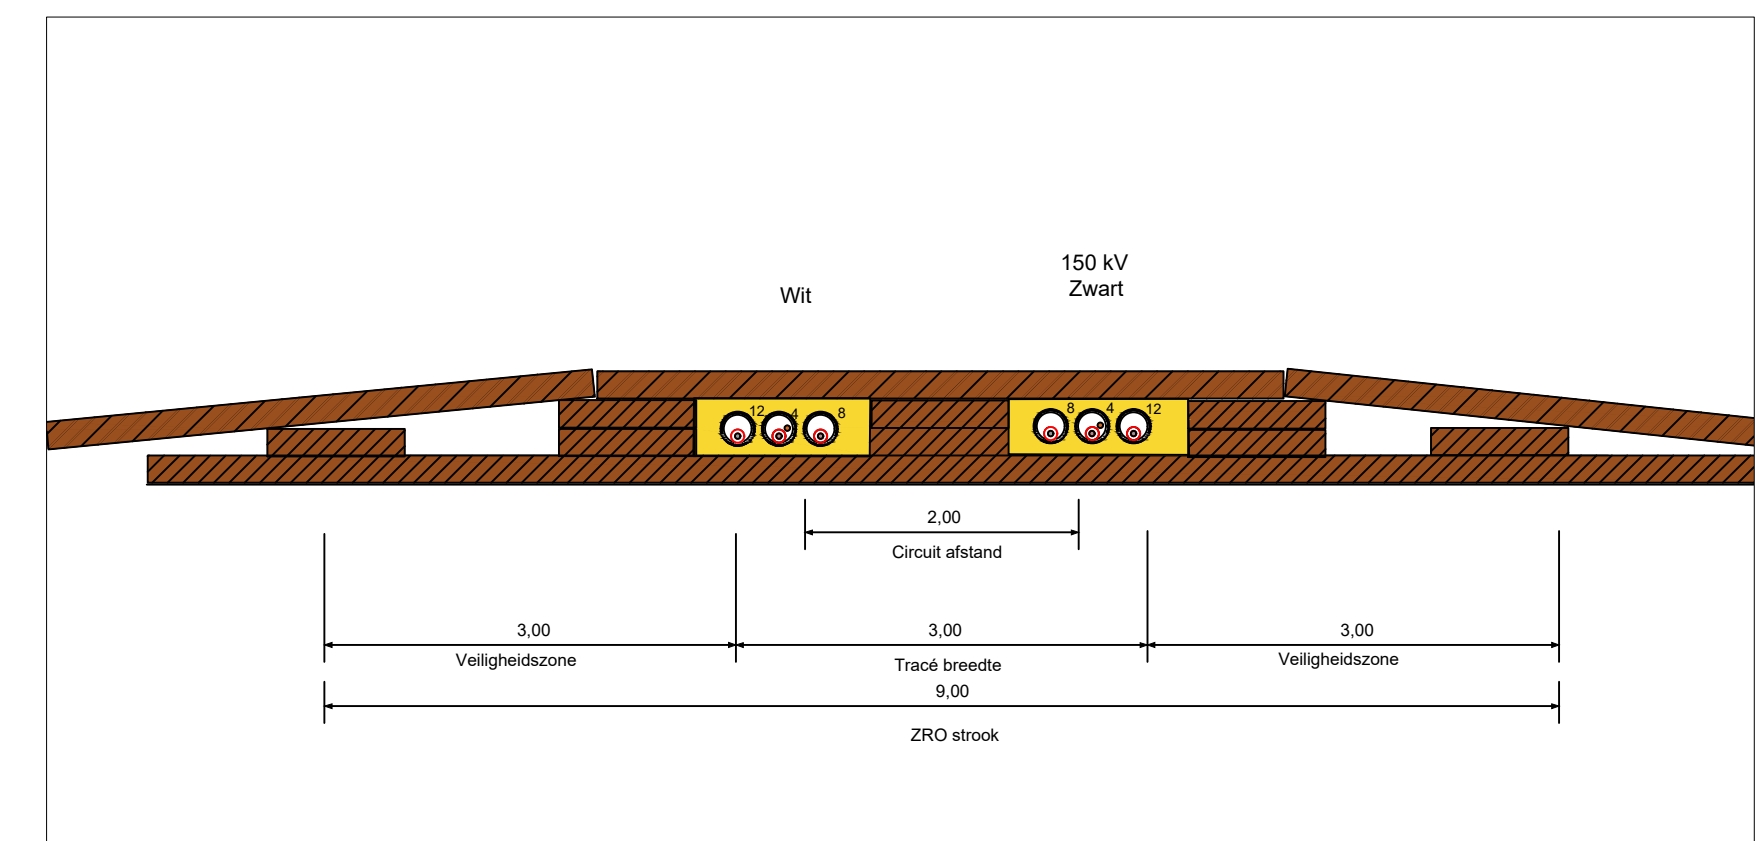 150 kV
Zwart
Wit
12 4 8
8 4 12
2,00
Circuit afstand
3,00 3,00 3,00
Veiligheidszone Tracé breedte Veiligheidszone
9,00
ZRO strook